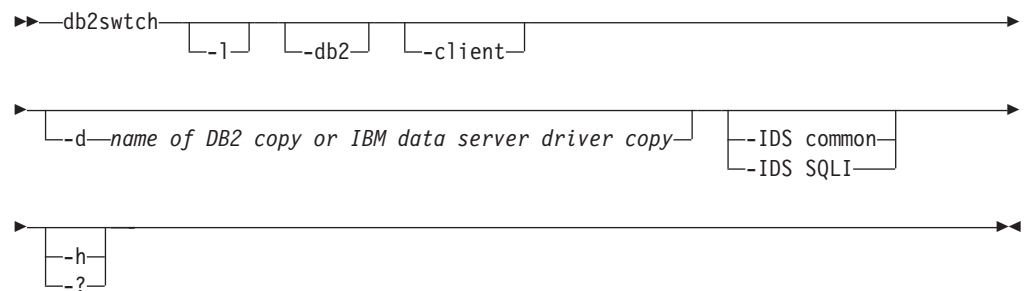 db2swtch
-l -db2 -client
-d name of DB2 copy or IBM data server driver copy -IDS common
-IDS SQLI
-h
-?